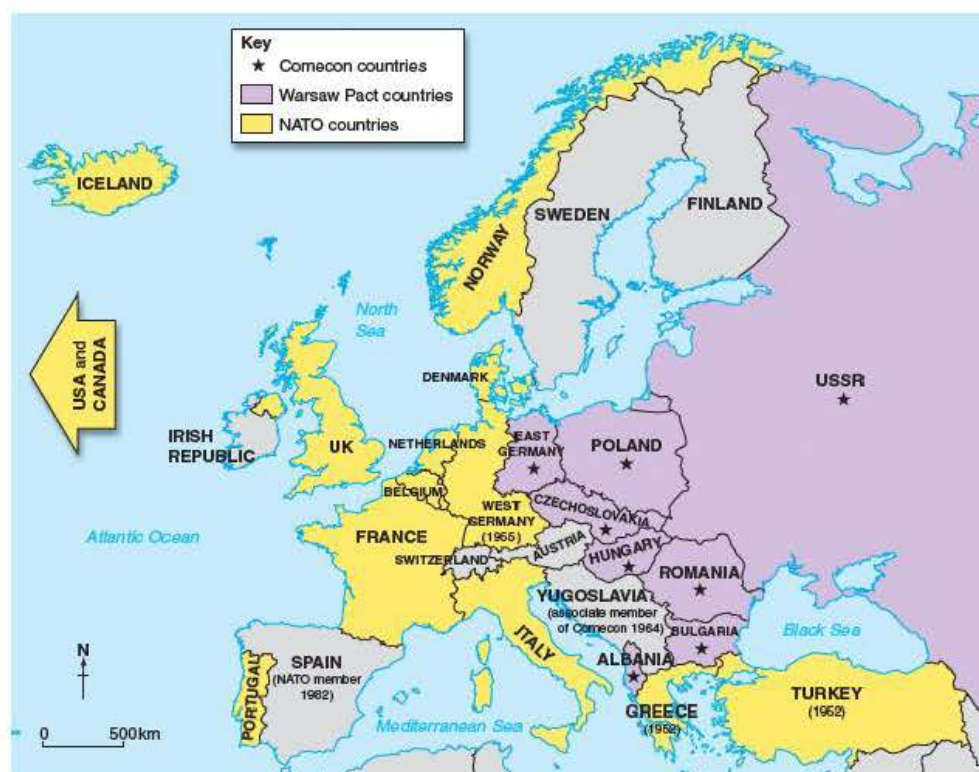 Key
Comecon countries
Warsaw Pact countries
NATO countries
ICELAND
SWEDEN
FINLAND
NORWAY
North
Sea
USA and
CANADA
DENMARK
USSR
IRISH
REPUBLIC
UK
NETHERLANDS
EAST
GERMANY
POLAND
BELGIUM
WEST
GERMANY
(1955)
CZECHOSLOVAKIA
Atlantic Ocean
FRANCE
SWITZERLAND
AUSTRIA
HUNGARY
ROMANIA
YUGOSLAVIA
(associate member
of Comecon 1964)
BULGARIA
Black Sea
N
ITALY
ALBANIA
PORTUGAL
SPAIN
(NATO member
1982)
GREECE
(1952)
TURKEY
(1952)
Mediterranean Sea
0 500km